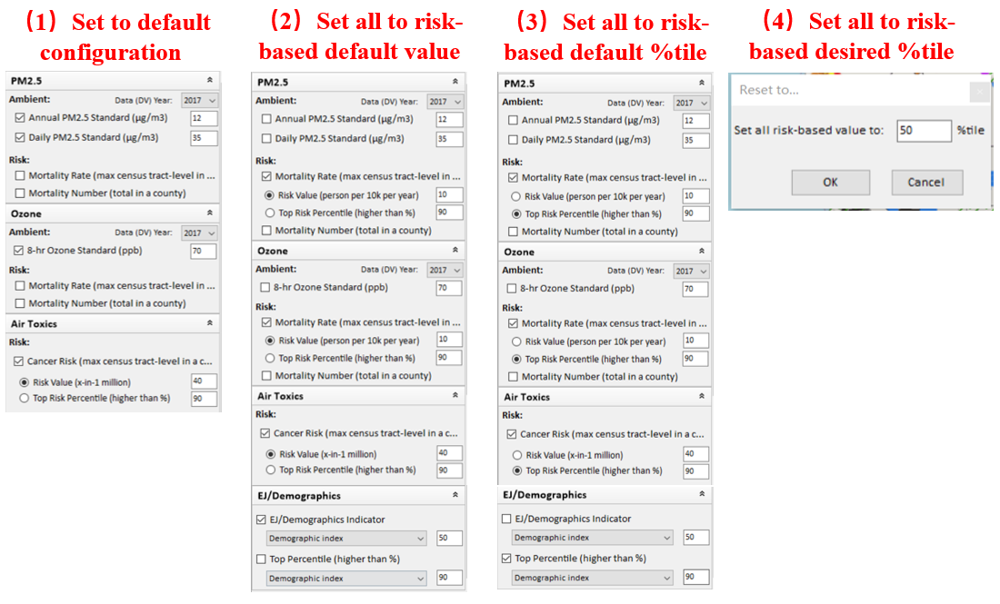 （1）Set to default
configuration
PM2.5
Ambient: Data (DV) Year: 2017
Annual PM2.5 Standard (µg/m3) 12
Daily PM2.5 Standard (µg/m3) 35
Risk:
Mortality Rate (max census tract-level in ...
Mortality Number (total in a county)
Ozone
Ambient: Data (DV) Year: 2017
8-hr Ozone Standard (ppb) 70
Risk:
Mortality Rate (max census tract-level in ...
Mortality Number (total in a county)
Air Toxics
Risk:
Cancer Risk (max census tract-level in a c...
Risk Value (x-in-1 million) 40
Top Risk Percentile (higher than %) 90
（2）Set all to risk-
based default value
PM2.5
Ambient: Data (DV) Year: 2017
Annual PM2.5 Standard (µg/m3) 12
Daily PM2.5 Standard (µg/m3) 35
Risk:
Mortality Rate (max census tract-level in ...
Risk Value (person per 10k per year) 10
Top Risk Percentile (higher than %) 90
Mortality Number (total in a county)
Ozone
Ambient: Data (DV) Year: 2017
8-hr Ozone Standard (ppb) 70
Risk:
Mortality Rate (max census tract-level in ...
Risk Value (person per 10k per year) 10
Top Risk Percentile (higher than %) 90
Mortality Number (total in a county)
Air Toxics
Risk:
Cancer Risk (max census tract-level in a c...
Risk Value (x-in-1 million) 40
Top Risk Percentile (higher than %) 90
EJ/Demographics
EJ/Demographics Indicator
Demographic index 50
Top Percentile (higher than %)
Demographic index 90
（3）Set all to risk-
based default %tile
PM2.5
Ambient: Data (DV) Year: 2017
Annual PM2.5 Standard (µg/m3) 12
Daily PM2.5 Standard (µg/m3) 35
Risk:
Mortality Rate (max census tract-level in ...
Risk Value (person per 10k per year) 10
Top Risk Percentile (higher than %) 90
Mortality Number (total in a county)
Ozone
Ambient: Data (DV) Year: 2017
8-hr Ozone Standard (ppb) 70
Risk:
Mortality Rate (max census tract-level in ...
Risk Value (person per 10k per year) 10
Top Risk Percentile (higher than %) 90
Mortality Number (total in a county)
Air Toxics
Risk:
Cancer Risk (max census tract-level in a c...
Risk Value (x-in-1 million) 40
Top Risk Percentile (higher than %) 90
EJ/Demographics
EJ/Demographics Indicator
Demographic index 50
Top Percentile (higher than %)
Demographic index 90
（4）Set all to risk-
based desired %tile
Reset to...
Set all risk-based value to: 50 %tile
OK Cancel